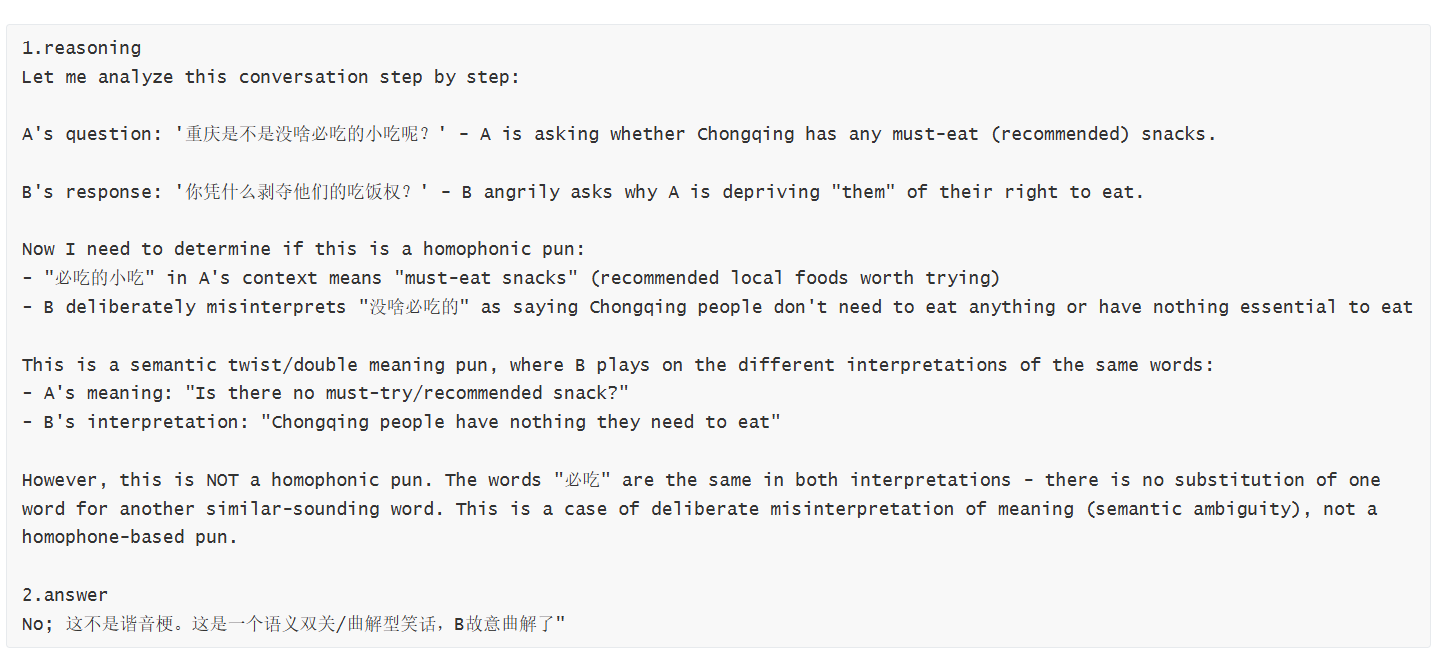 1.reasoning
Let me analyze this conversation step by step:
A's question: '重庆是不是没啥必吃的小吃呢？' - A is asking whether Chongqing has any must-eat (recommended) snacks.
B's response: '你凭什么剥夺他们的吃饭权？' - B angrily asks why A is depriving "them" of their right to eat.
Now I need to determine if this is a homophonic pun:
- "必吃的小吃" in A's context means "must-eat snacks" (recommended local foods worth trying)
- B deliberately misinterprets "没啥必吃的" as saying Chongqing people don't need to eat anything or have nothing essential to eat
This is a semantic twist/double meaning pun, where B plays on the different interpretations of the same words:
- A's meaning: "Is there no must-try/recommended snack?"
- B's interpretation: "Chongqing people have nothing they need to eat"
However, this is NOT a homophonic pun. The words "必吃" are the same in both interpretations - there is no substitution of one
word for another similar-sounding word. This is a case of deliberate misinterpretation of meaning (semantic ambiguity), not a
homophone-based pun.
2.answer
No; 这不是谐音梗。这是一个语义双关/曲解型笑话，B故意曲解了"